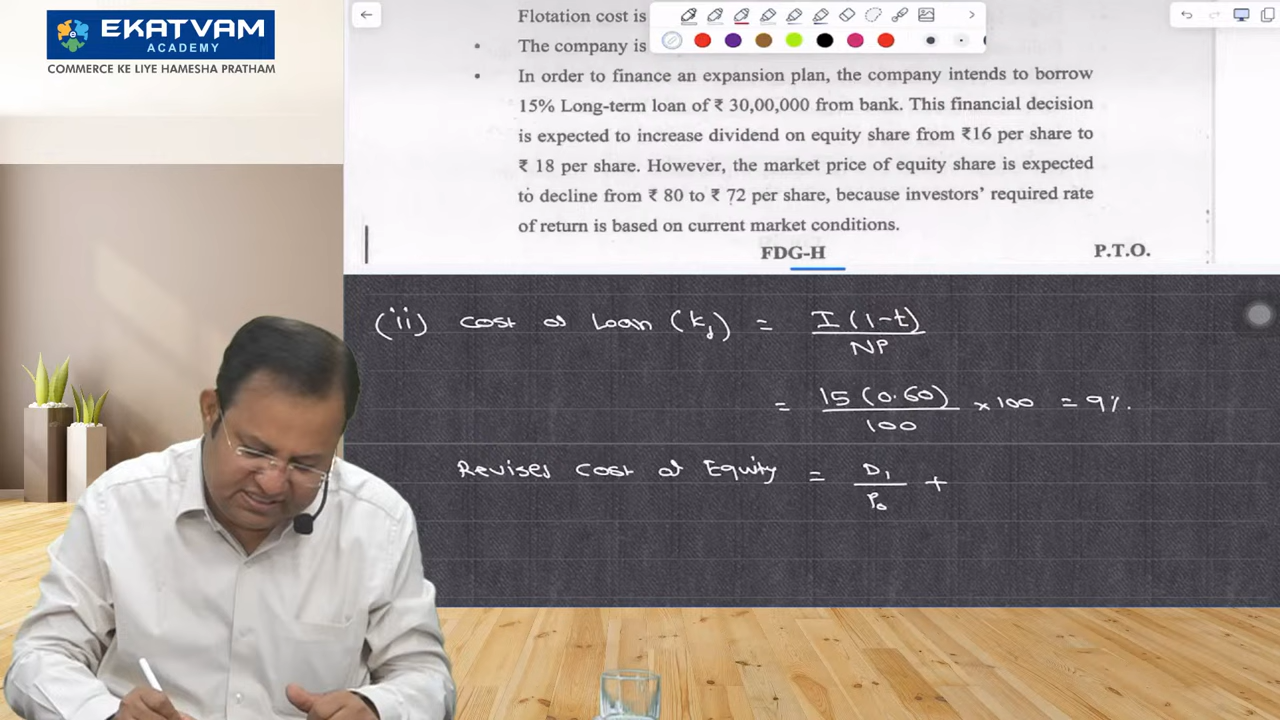 EKATVAM
ACADEMY
COMMERCE KE LIYE HAMESHA PRATHAM
Flotation cost is
• The company is
• In order to finance an expansion plan, the company intends to borrow
15% Long-term loan of ₹ 30,00,000 from bank. This financial decision
is expected to increase dividend on equity share from ₹16 per share to
₹ 18 per share. However, the market price of equity share is expected
to decline from ₹ 80 to ₹ 72 per share, because investors' required rate
of return is based on current market conditions.
FDG-H P.T.O.
(ii) Cost of Loan (Kd) = I (1-t)
NP
= 15 (0.60) × 100 = 9%.
100
Revises Cost of Equity = D1 +
P0